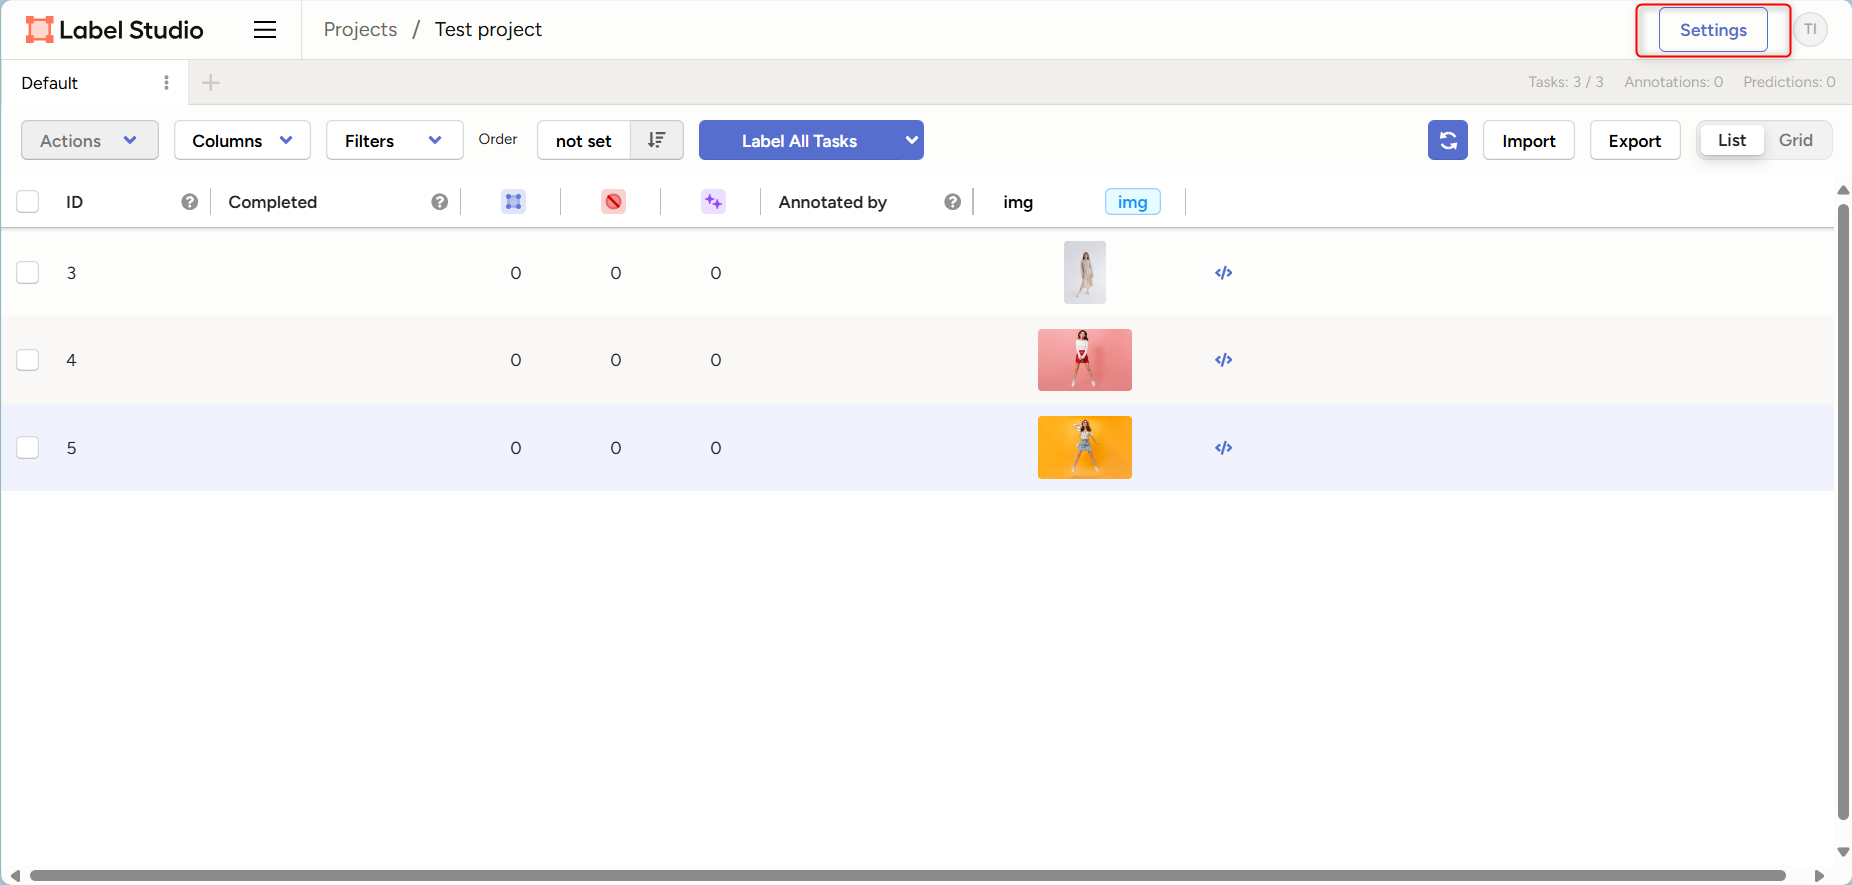 Label Studio Projects / Test project Settings TI
Default Tasks: 3 / 3 Annotations: 0 Predictions: 0
Actions Columns Filters Order not set Label All Tasks Import Export List Grid
ID Completed Annotated by img img
3 0 0 0 </>
4 0 0 0 </>
5 0 0 0 </>